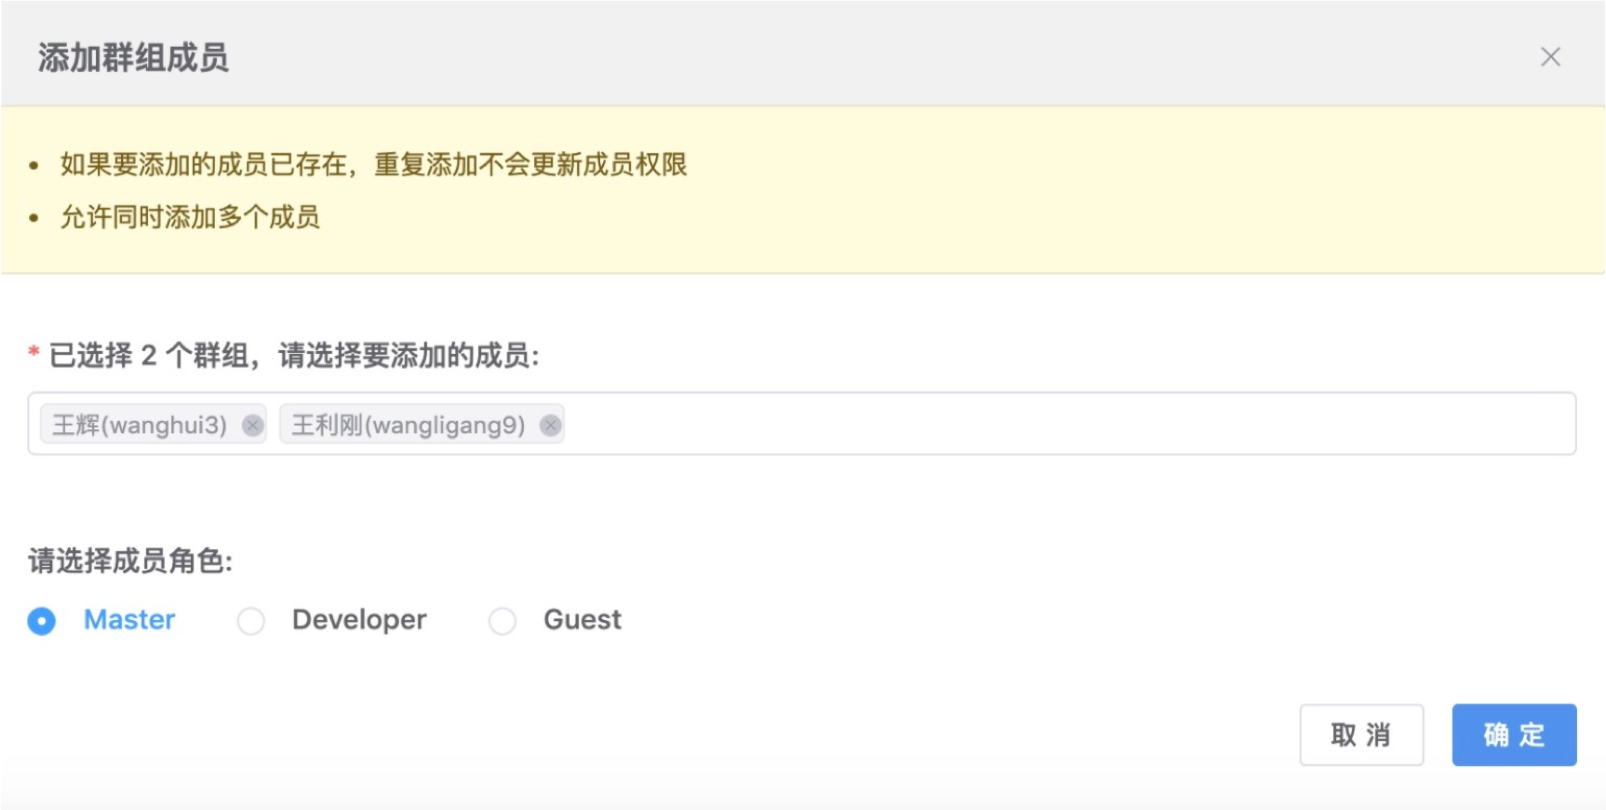 添加群组成员
如果要添加的成员已存在，重复添加不会更新成员权限
允许同时添加多个成员
* 已选择 2 个群组，请选择要添加的成员:
王辉(wanghui3) 王利刚(wangligang9)
请选择成员角色:
Master Developer Guest
取 消 确 定